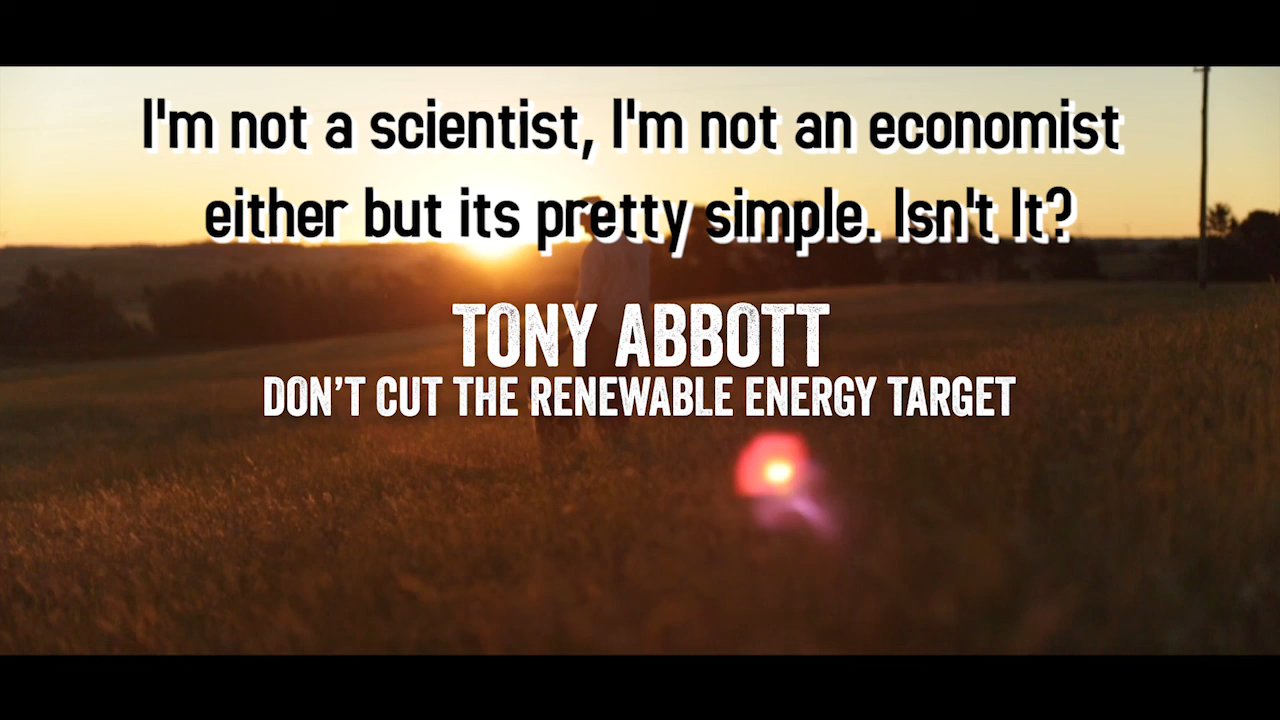 I'm not a scientist, I'm not an economist
either but its pretty simple. Isn't It?
TONY ABBOTT
DON'T CUT THE RENEWABLE ENERGY TARGET